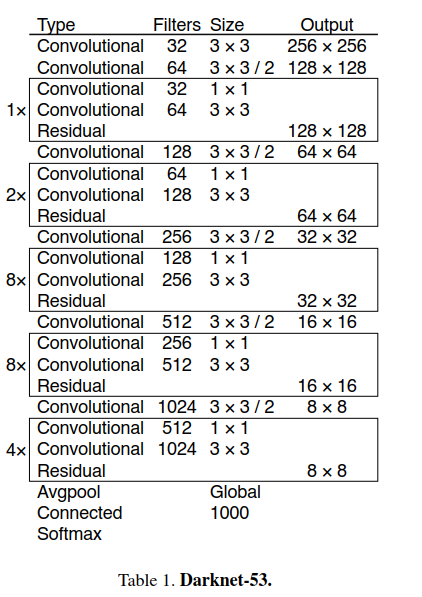 Type Filters Size Output
Convolutional 32 3 × 3 256 × 256
Convolutional 64 3 × 3 / 2 128 × 128
Convolutional 32 1 × 1
1× Convolutional 64 3 × 3
Residual 128 × 128
Convolutional 128 3 × 3 / 2 64 × 64
Convolutional 64 1 × 1
2× Convolutional 128 3 × 3
Residual 64 × 64
Convolutional 256 3 × 3 / 2 32 × 32
Convolutional 128 1 × 1
8× Convolutional 256 3 × 3
Residual 32 × 32
Convolutional 512 3 × 3 / 2 16 × 16
Convolutional 256 1 × 1
8× Convolutional 512 3 × 3
Residual 16 × 16
Convolutional 1024 3 × 3 / 2 8 × 8
Convolutional 512 1 × 1
4× Convolutional 1024 3 × 3
Residual 8 × 8
Avgpool Global
Connected 1000
Softmax
Table 1. Darknet-53.